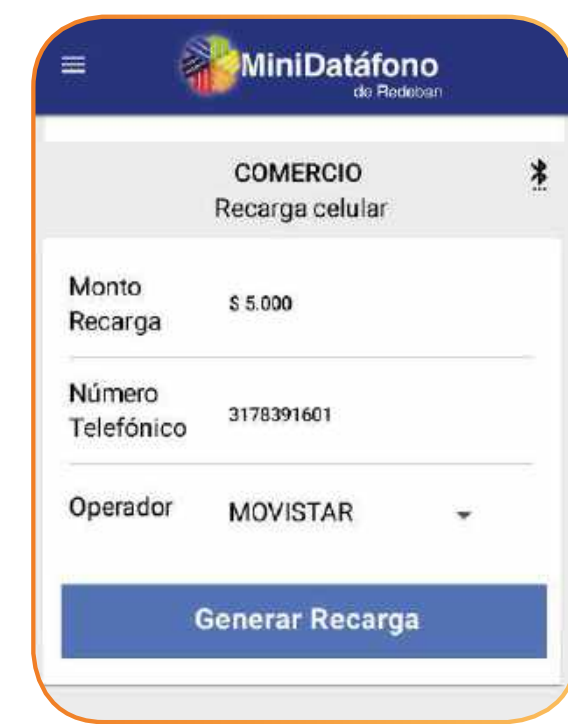 MiniDatáfono
de Redeban
COMERCIO
Recarga celular
Monto
Recarga
$ 5.000
Número
Telefónico
3178391601
Operador
MOVISTAR
Generar Recarga